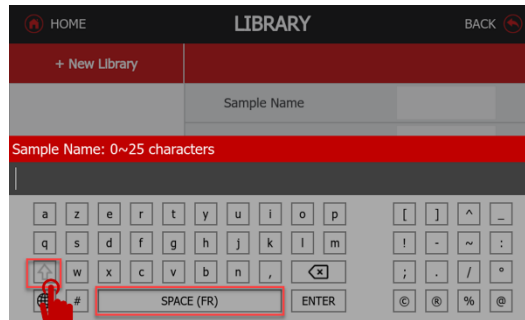 HOME LIBRARY BACK
+ New Library
Sample Name
Sample Name: 0~25 characters
a z e r t y u i o p [ ] ^ _
q s d f g h j k l m ! - ~ :
w x c v b n , ; . / °
# SPACE (FR) ENTER © ® % @